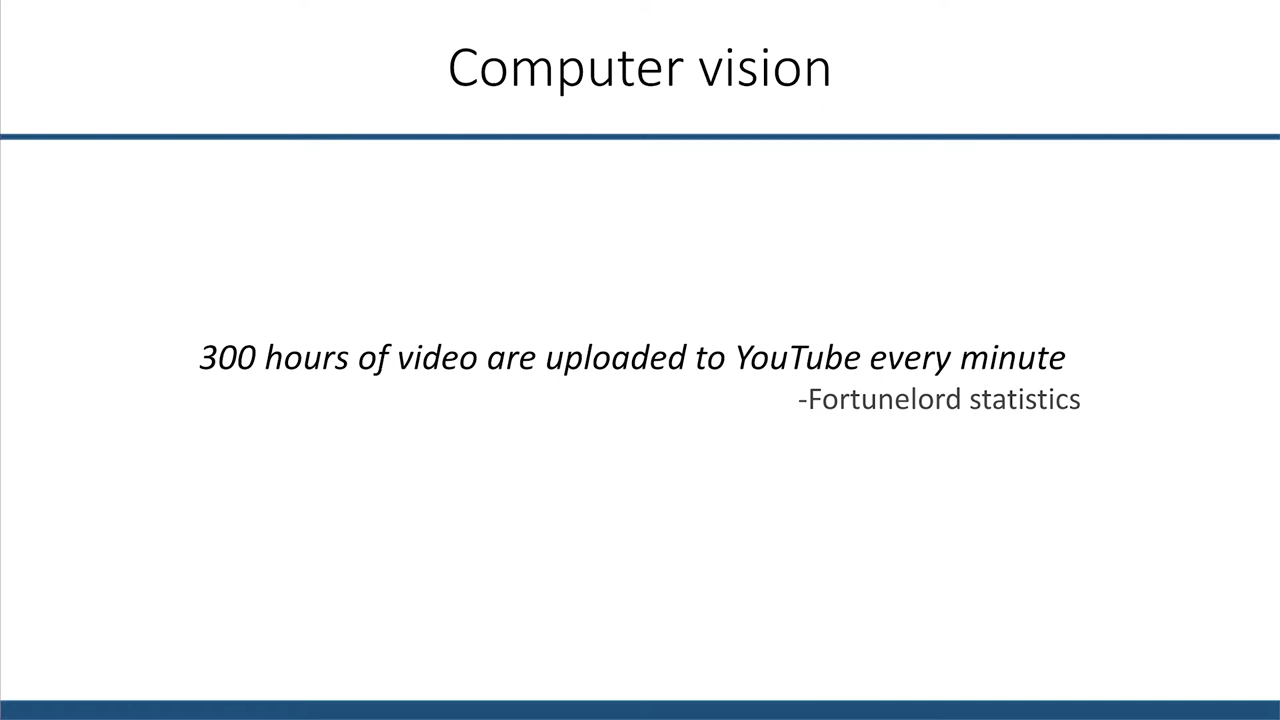 Computer vision
300 hours of video are uploaded to YouTube every minute
-Fortunelord statistics